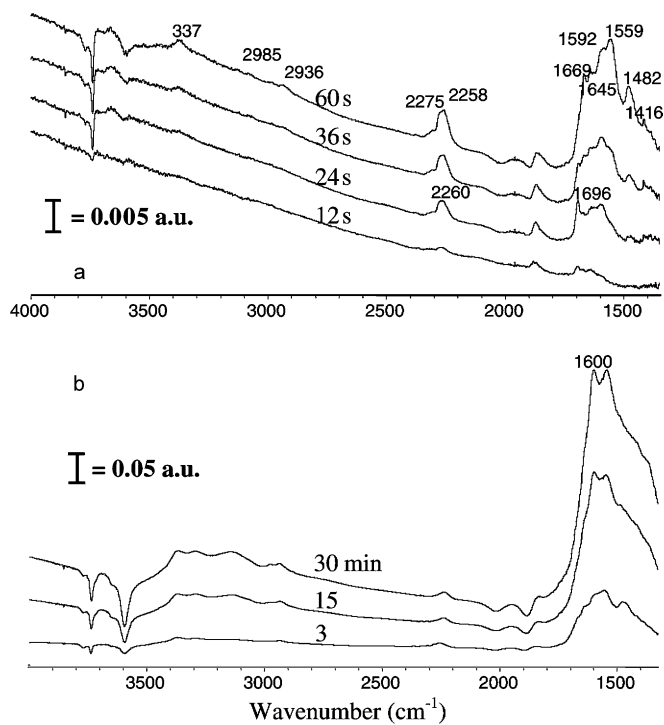 337
2985
2936
2275
2258
1592
1559
1669
1645
1482
1416
60 s
36 s
24 s
12 s
2260
1696
= 0.005 a.u.
a
4000 3500 3000 2500 2000 1500
b
1600
= 0.05 a.u.
30 min
15
3
3500 3000 2500 2000 1500
Wavenumber (cm-1)